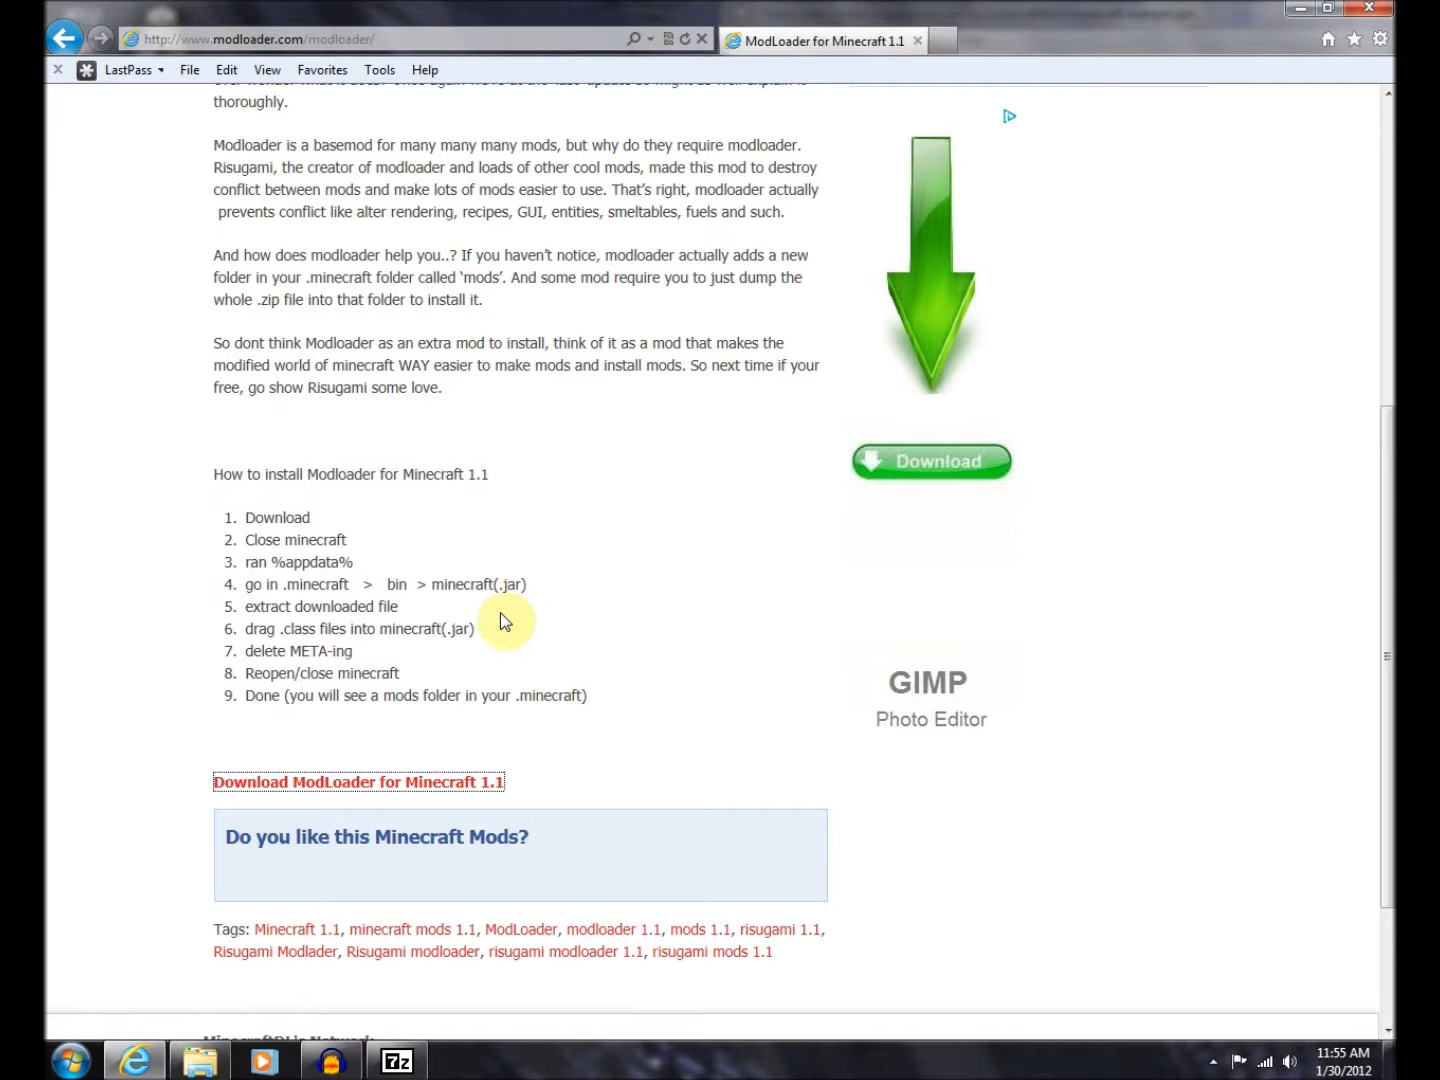 http://www.modloader.com/modloader/
ModLoader for Minecraft 1.1
LastPass File Edit View Favorites Tools Help
thoroughly.
Modloader is a basemod for many many many mods, but why do they require modloader.
Risugami, the creator of modloader and loads of other cool mods, made this mod to destroy
conflict between mods and make lots of mods easier to use. That's right, modloader actually
prevents conflict like alter rendering, recipes, GUI, entities, smeltables, fuels and such.
And how does modloader help you..? If you haven't notice, modloader actually adds a new
folder in your .minecraft folder called 'mods'. And some mod require you to just dump the
whole .zip file into that folder to install it.
So dont think Modloader as an extra mod to install, think of it as a mod that makes the
modified world of minecraft WAY easier to make mods and install mods. So next time if your
free, go show Risugami some love.
How to install Modloader for Minecraft 1.1
1. Download
2. Close minecraft
3. ran %appdata%
4. go in .minecraft > bin > minecraft(.jar)
5. extract downloaded file
6. drag .class files into minecraft(.jar)
7. delete META-ing
8. Reopen/close minecraft
9. Done (you will see a mods folder in your .minecraft)
Download ModLoader for Minecraft 1.1
Do you like this Minecraft Mods?
Tags: Minecraft 1.1, minecraft mods 1.1, ModLoader, modloader 1.1, mods 1.1, risugami 1.1,
Risugami Modlader, Risugami modloader, risugami modloader 1.1, risugami mods 1.1
Download
GIMP
Photo Editor
7z
11:55 AM
1/30/2012